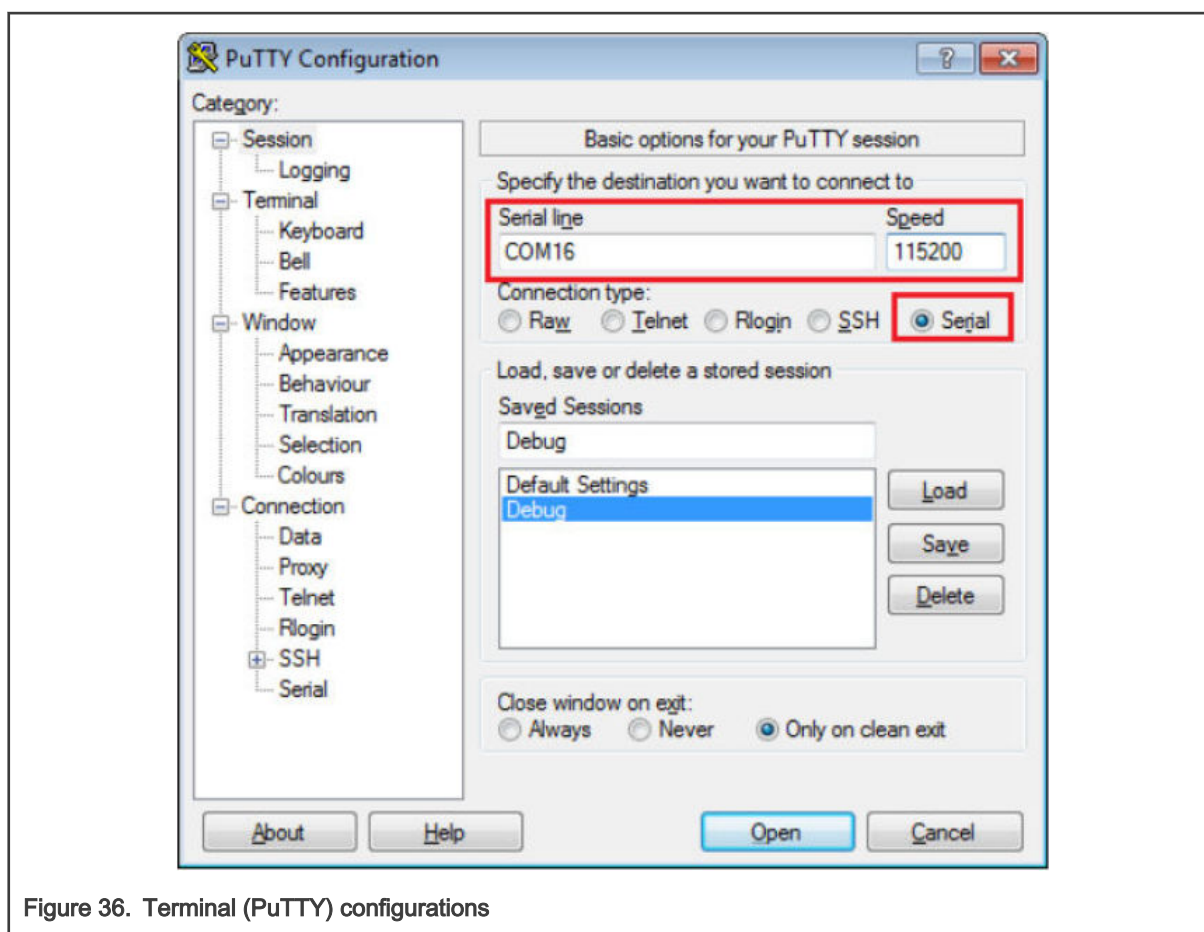 PuTTY Configuration
Category:
Session
Logging
Terminal
Keyboard
Bell
Features
Window
Appearance
Behaviour
Translation
Selection
Colours
Connection
Data
Proxy
Telnet
Rlogin
SSH
Serial
Basic options for your PuTTY session
Specify the destination you want to connect to
Serial line Speed
COM16 115200
Connection type:
Raw Telnet Rlogin SSH Serial
Load, save or delete a stored session
Saved Sessions
Debug
Default Settings
Debug
Load
Save
Delete
Close window on exit:
Always Never Only on clean exit
About Help Open Cancel
Figure 36. Terminal (PuTTY) configurations